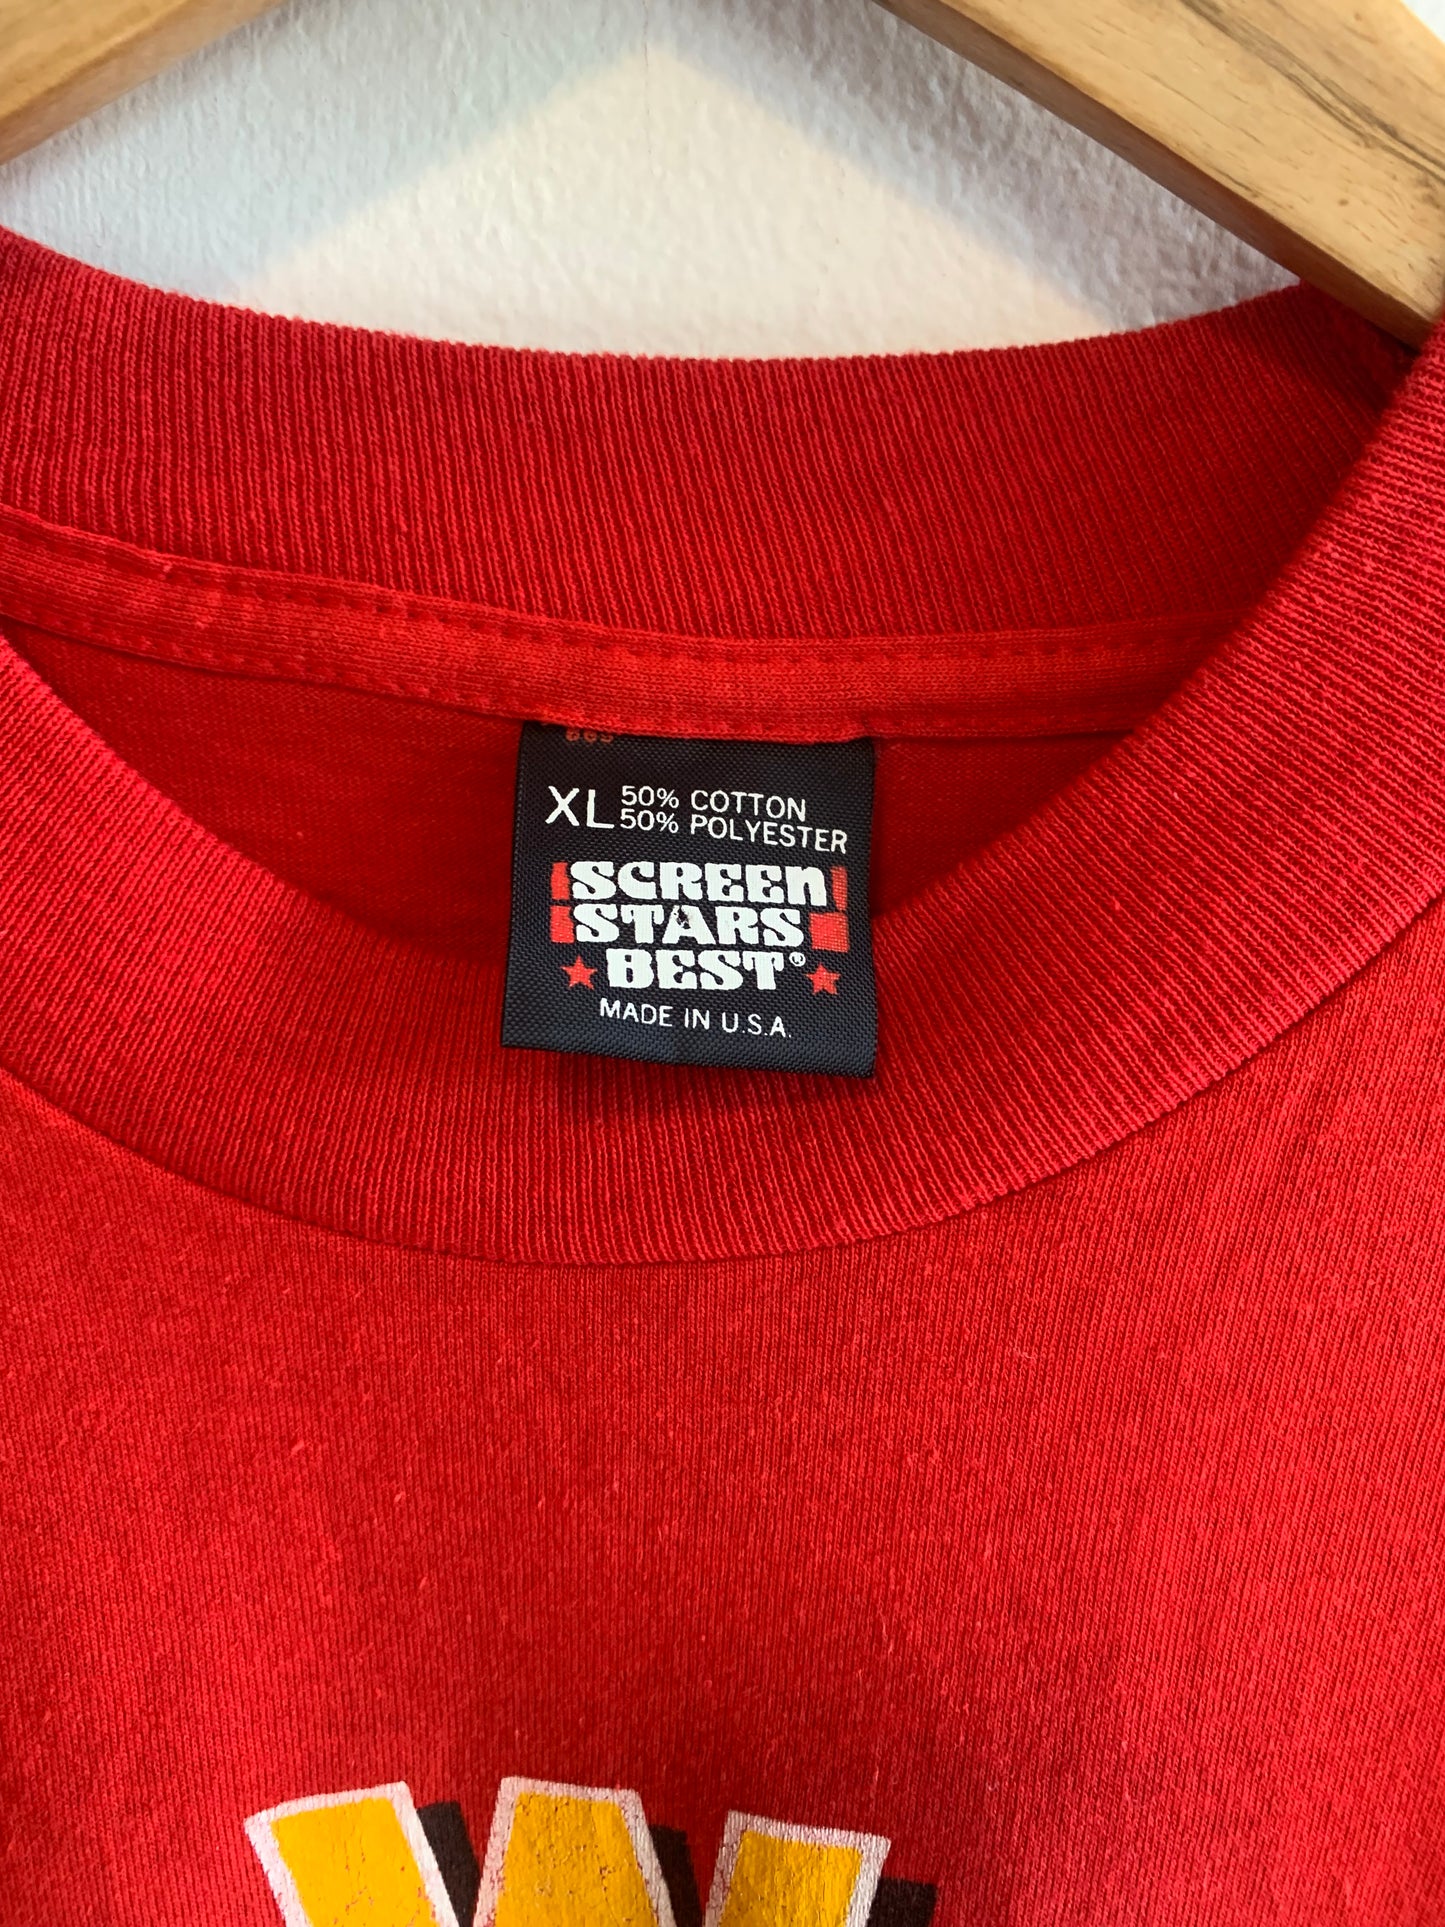 XL 50% COTTON
50% POLYESTER
SCREEN
STARS
BEST®
MADE IN U.S.A.
W